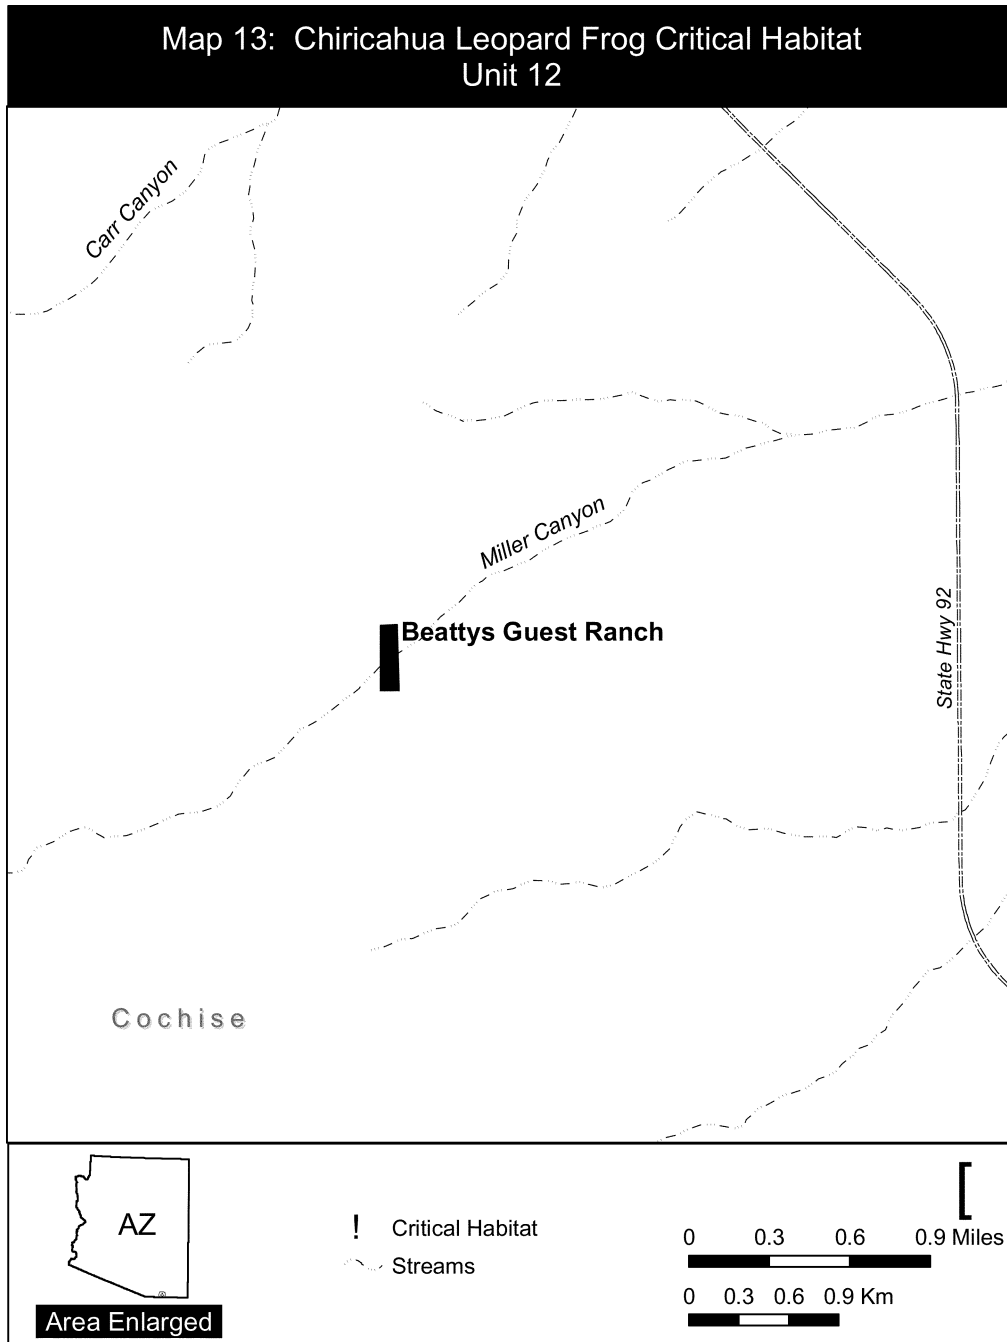 Map 13: Chiricahua Leopard Frog Critical Habitat
Unit 12
Carr Canyon
Miller Canyon
Beattys Guest Ranch
State Hwy 92
Cochise
AZ
Area Enlarged
! Critical Habitat
Streams
[
0 0.3 0.6 0.9 Miles
0 0.3 0.6 0.9 Km